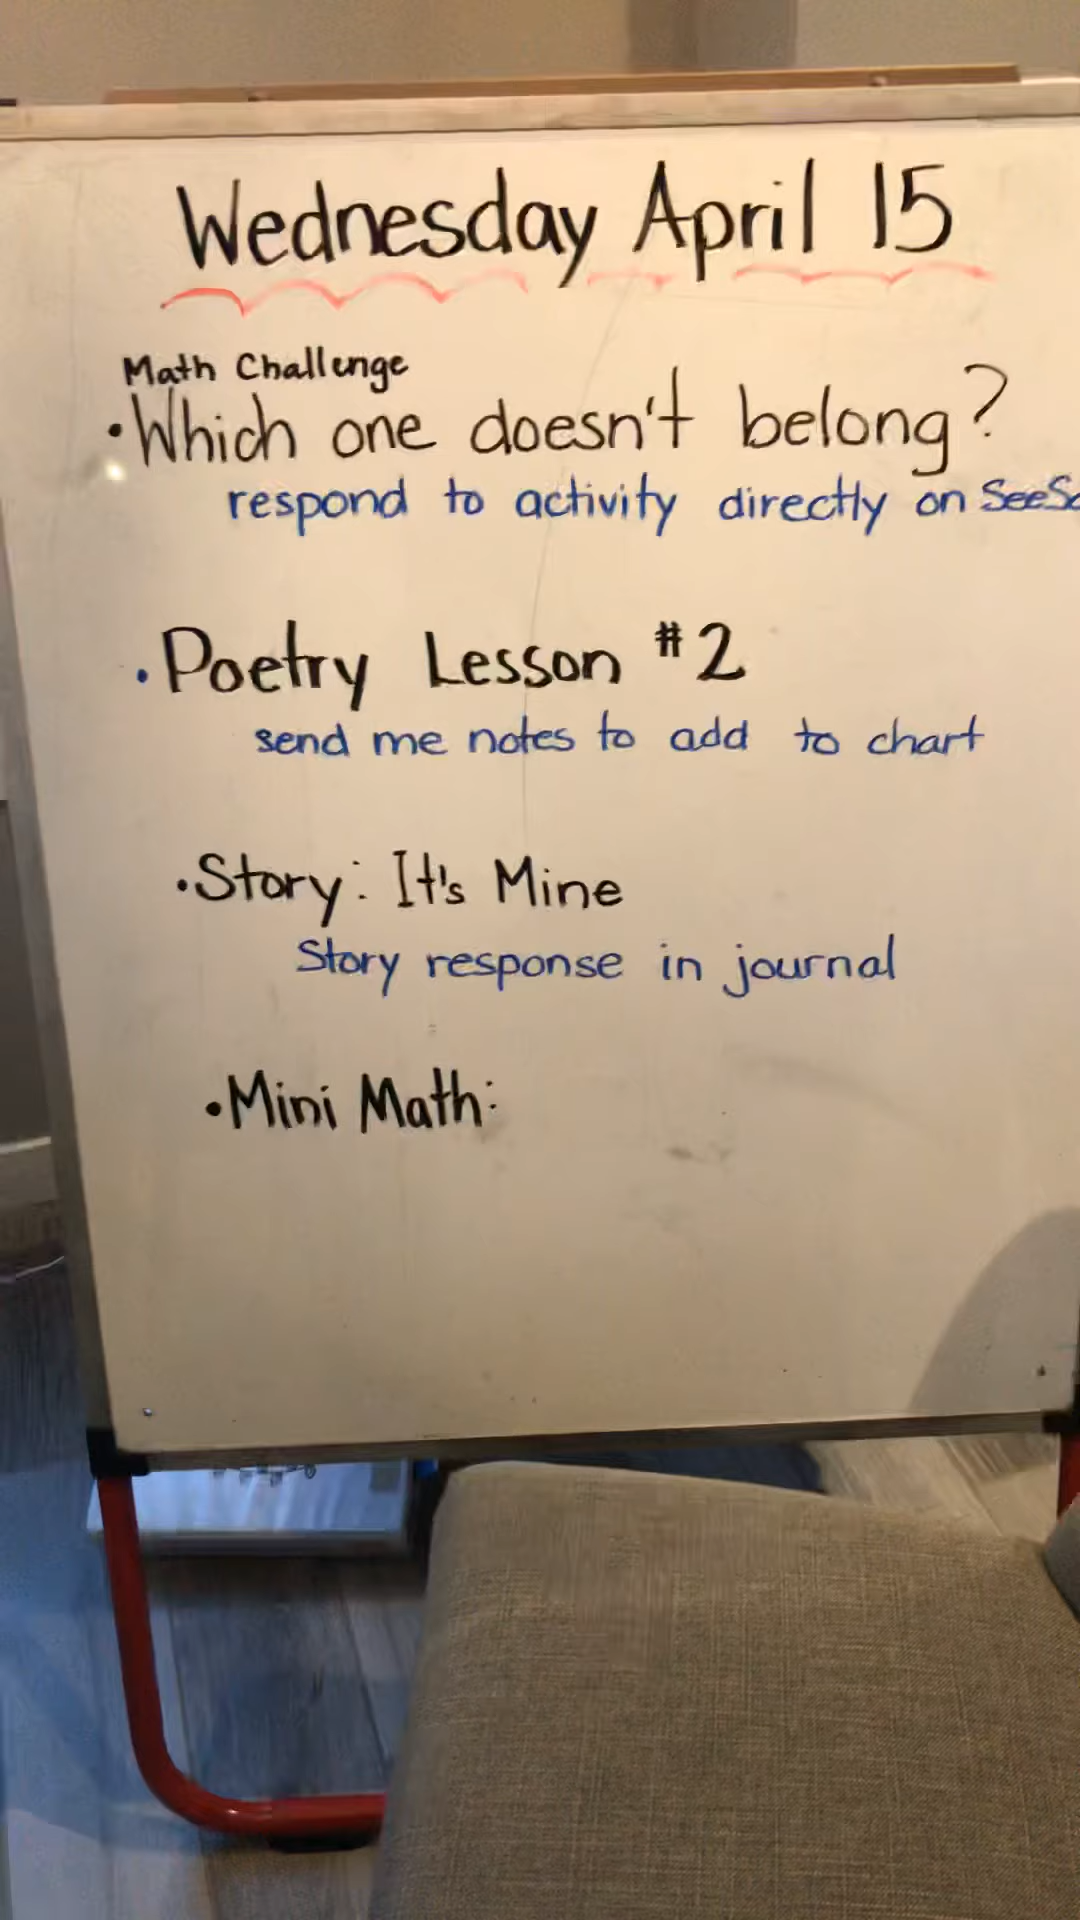 Wednesday April 15
Math Challenge
•Which one doesn't belong?
respond to activity directly on
•Poetry Lesson #2
send me notes to add to chart
•Story: It's Mine
Story response in journal
•Mini Math: